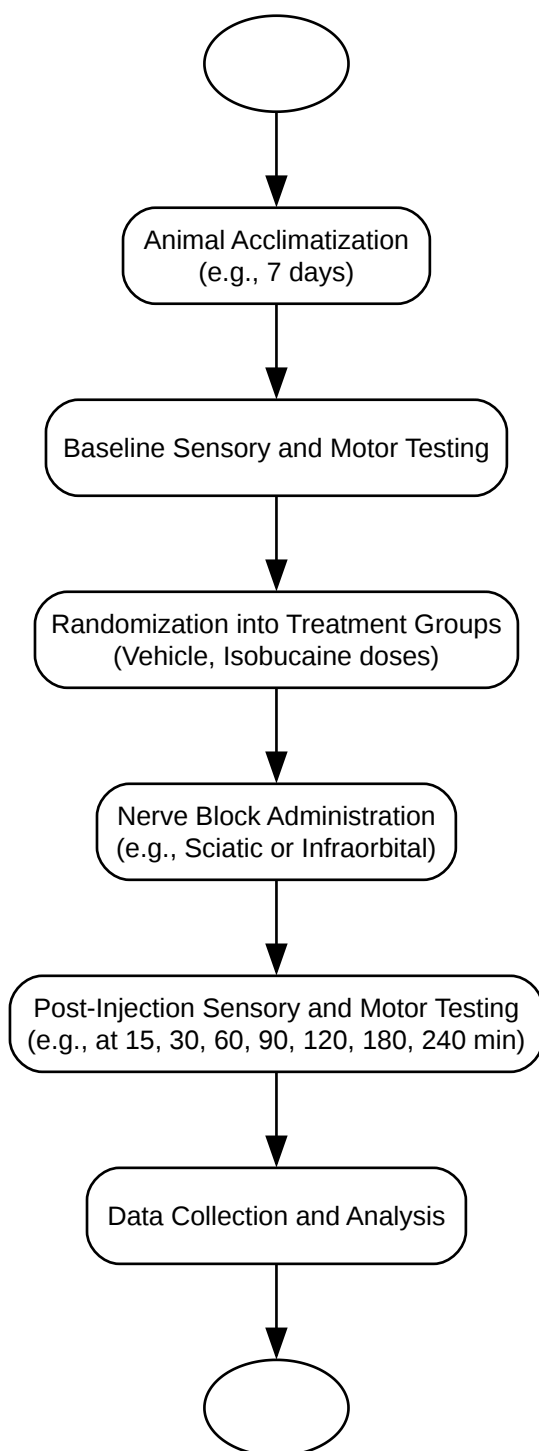 Animal Acclimatization
(e.g., 7 days)
Baseline Sensory and Motor Testing
Randomization into Treatment Groups
(Vehicle, Isobucaine doses)
Nerve Block Administration
(e.g., Sciatic or Infraorbital)
Post-Injection Sensory and Motor Testing
(e.g., at 15, 30, 60, 90, 120, 180, 240 min)
Data Collection and Analysis